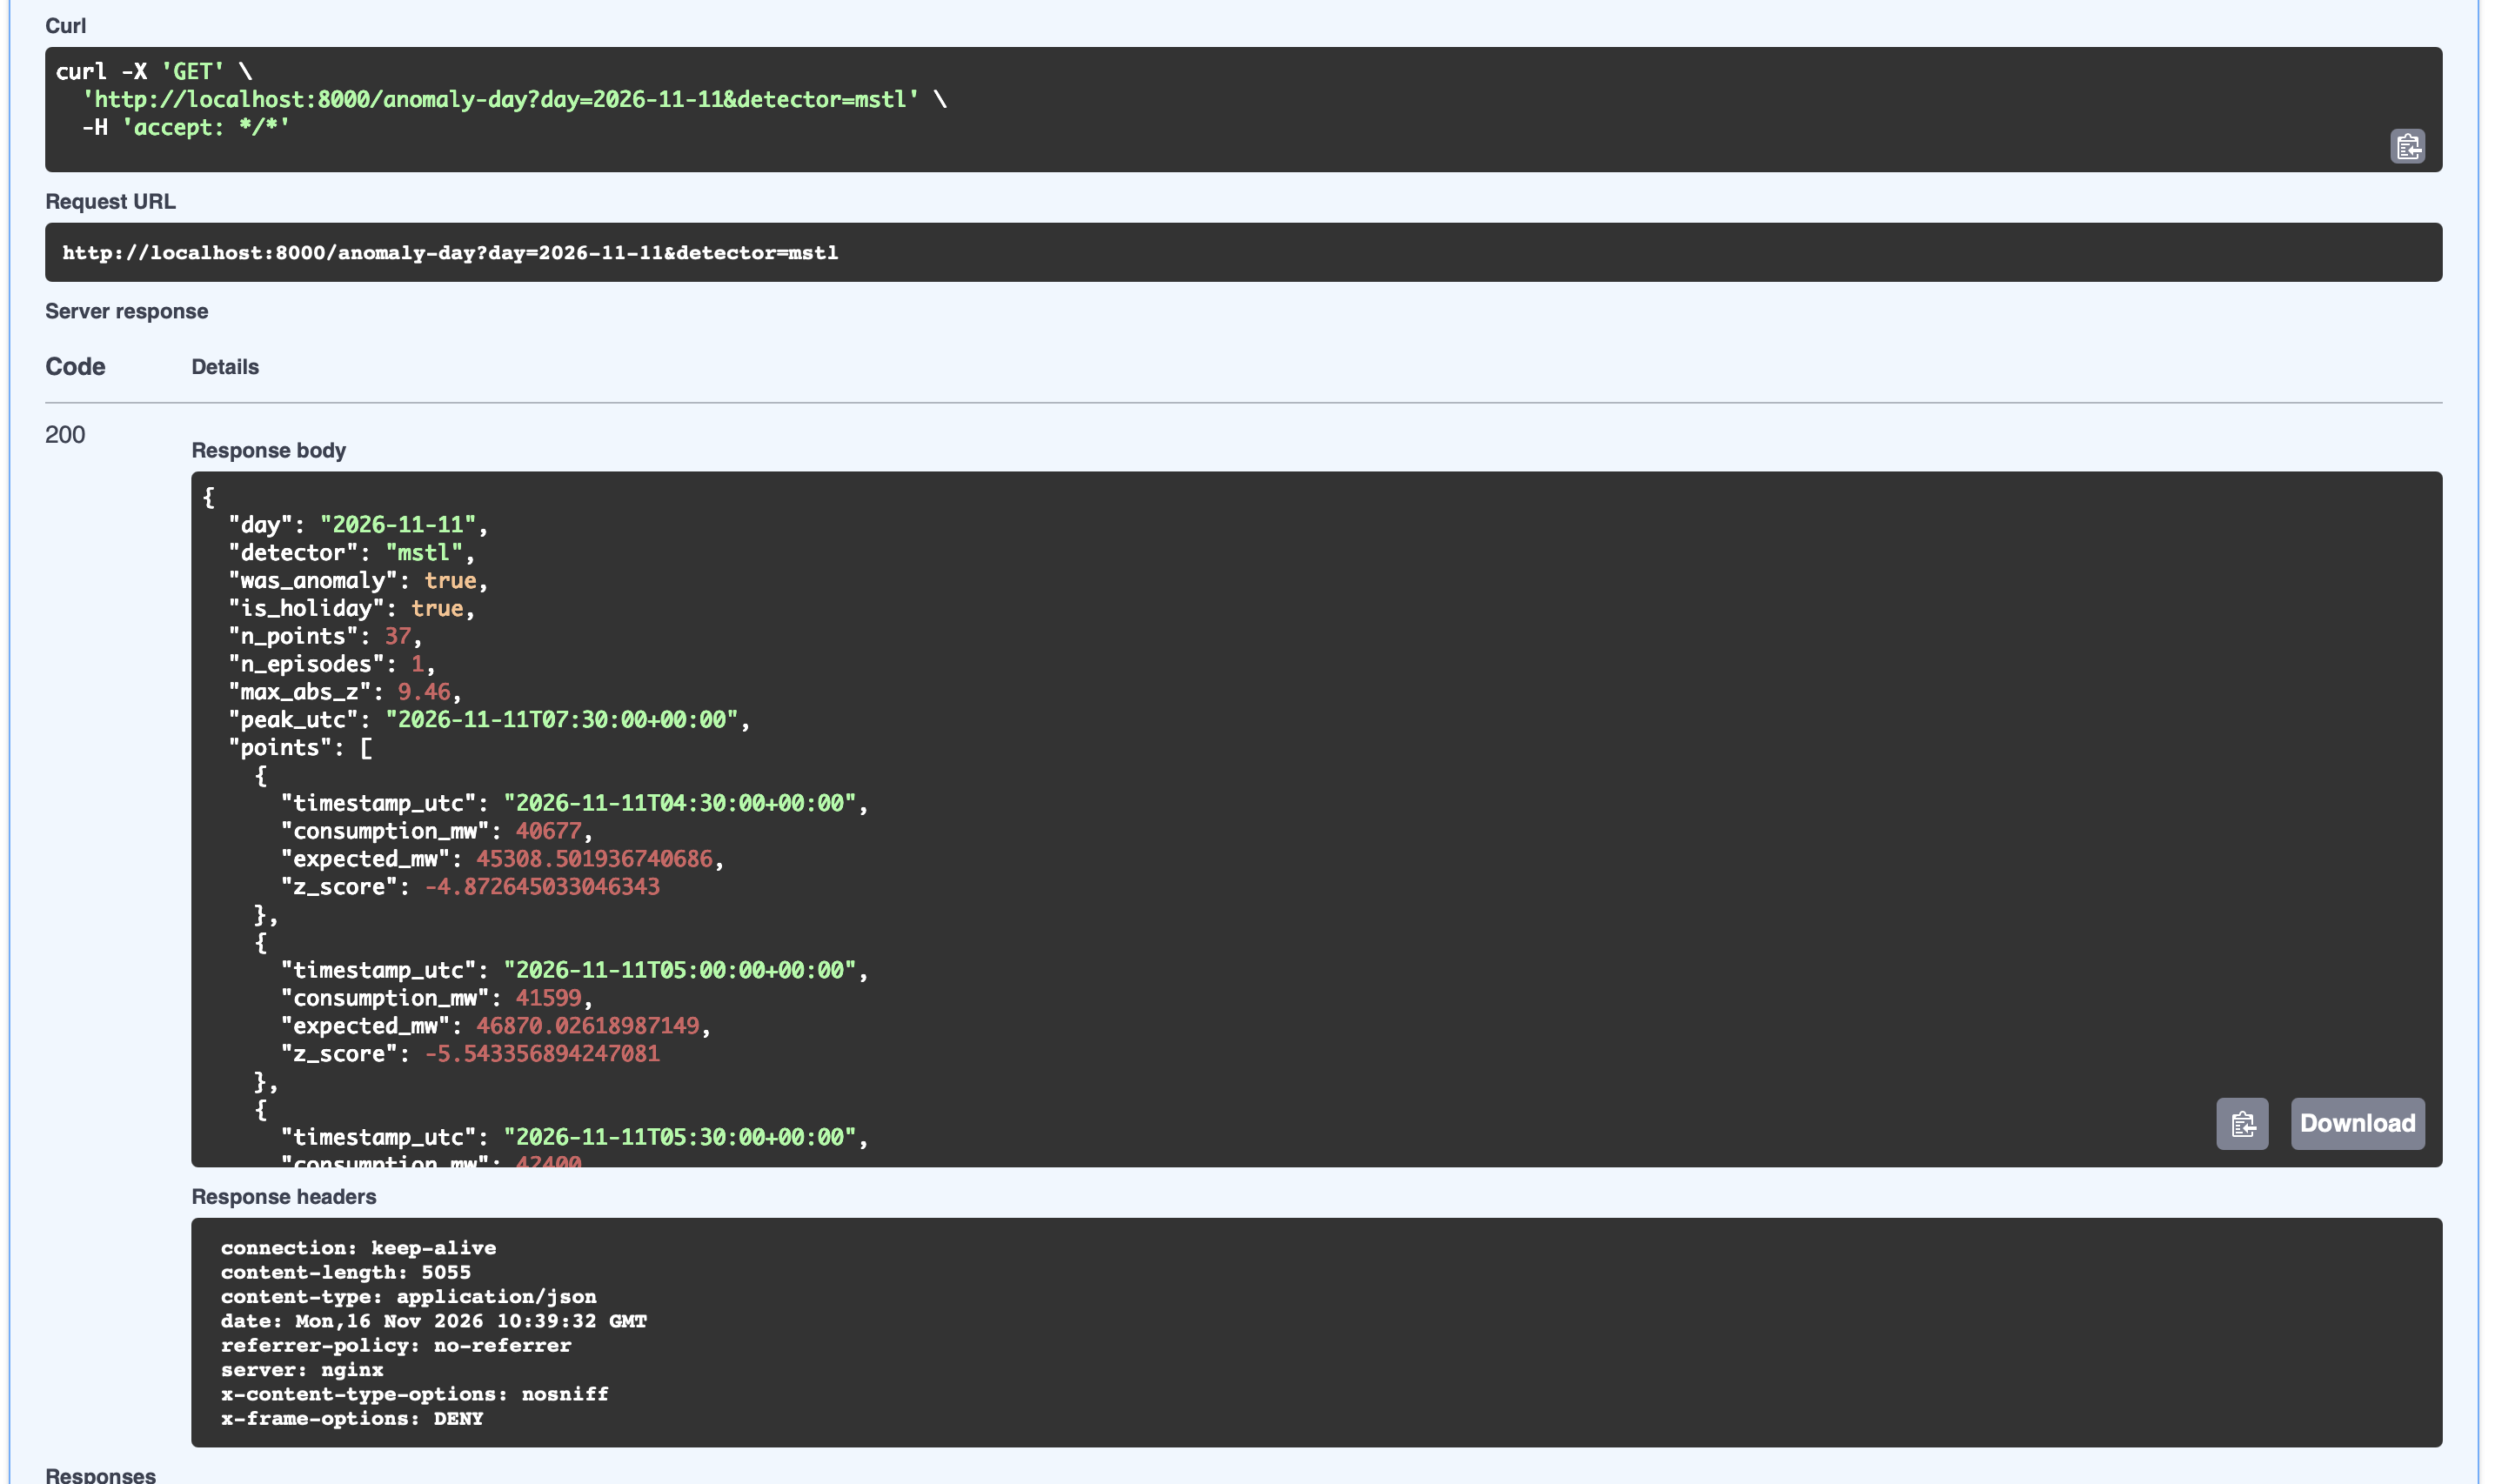 Curl
curl -X 'GET' \
'http://localhost:8000/anomaly-day?day=2026-11-11&detector=mstl' \
-H 'accept: */*'
Request URL
http://localhost:8000/anomaly-day?day=2026-11-11&detector=mstl
Server response
Code Details
200
Response body
{
"day": "2026-11-11",
"detector": "mstl",
"was_anomaly": true,
"is_holiday": true,
"n_points": 37,
"n_episodes": 1,
"max_abs_z": 9.46,
"peak_utc": "2026-11-11T07:30:00+00:00",
"points": [
{
"timestamp_utc": "2026-11-11T04:30:00+00:00",
"consumption_mw": 40677,
"expected_mw": 45308.501936740686,
"z_score": -4.872645033046343
},
{
"timestamp_utc": "2026-11-11T05:00:00+00:00",
"consumption_mw": 41599,
"expected_mw": 46870.02618987149,
"z_score": -5.543356894247081
},
{
"timestamp_utc": "2026-11-11T05:30:00+00:00",
"consumption_mw": 42400
Download
Response headers
connection: keep-alive
content-length: 5055
content-type: application/json
date: Mon,16 Nov 2026 10:39:32 GMT
referrer-policy: no-referrer
server: nginx
x-content-type-options: nosniff
x-frame-options: DENY
Responses